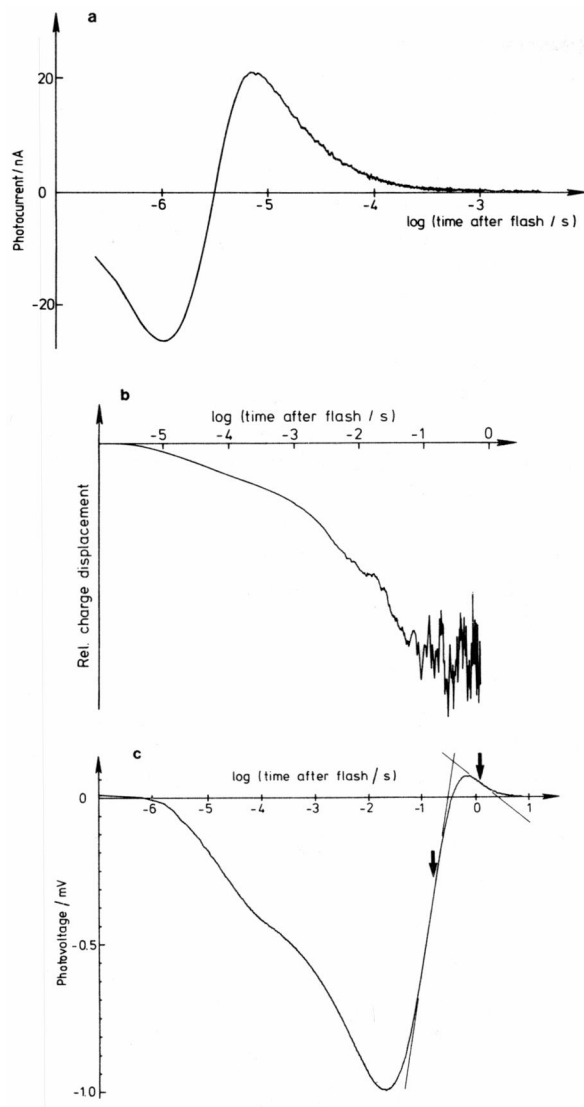 a
Photocurrent / nA
20
0
-20
-6
-5
-4
-3
log (time after flash / s)
b
log (time after flash / s)
-5
-4
-3
-2
-1
0
Rel. charge displacement
c
log (time after flash / s)
-6
-5
-4
-3
-2
-1
0
1
Photovoltage / mV
0
-0.5
-1.0